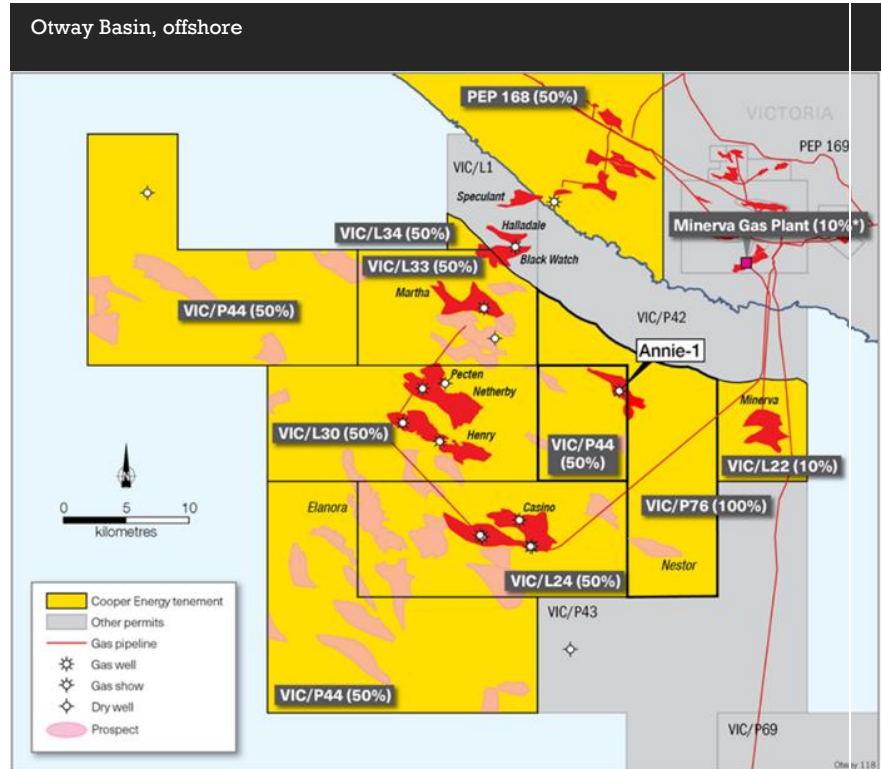 Otway Basin, offshore
PEP 168 (50%)
VICTORIA
PEP 169
VIC/L1
Speculant
Minerva Gas Plant (10%*)
Halladale
VIC/L34 (50%)
Black Watch
VIC/L33 (50%)
Martha
VIC/P44 (50%)
VIC/P42
Annie-1
Pecten
Netherby
Minerva
Henry
VIC/L30 (50%)
VIC/P44
(50%)
VIC/L22 (10%)
0 5 10
kilometres
Elanora
Casino
VIC/P76 (100%)
Nestor
VIC/L24 (50%)
VIC/P43
Cooper Energy tenement
Other permits
Gas pipeline
Gas well
Gas show
Dry well
Prospect
VIC/P44 (50%)
VIC/P69
Otway 118